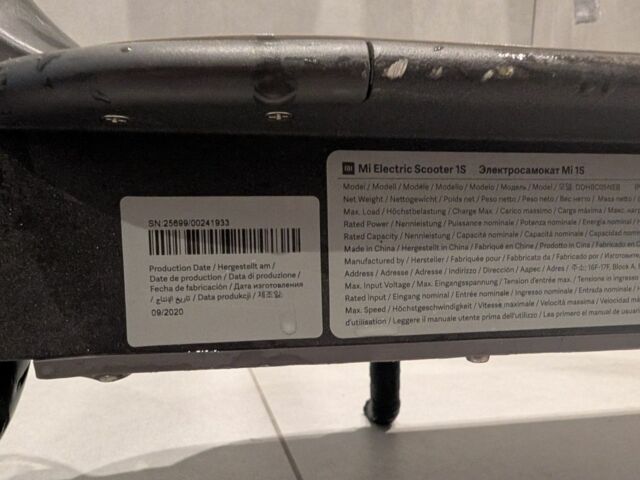 SN:25699/00241933
Production Date / Hergestellt am /
Date de production / Data di produzione /
Fecha de fabricación / Дата изготовления
/ تاريخ الإنتاج / Data produkcji / 제조일:
09/2020
mi Mi Electric Scooter 1S Электросамокат Mi 1S
Model / Modell / Modèle / Modello / Modelo / Модель / Model / 모델: DDHBC05NEB
Net Weight / Nettogewicht / Poids net / Peso netto / Peso neto / Вес нетто / Masa netto /
Max. Load / Höchstbelastung / Charge Max. / Carico massimo / Carga máxima / Макс.
Rated Power / Nennleistung / Puissance nominale / Potenza nominale / Energía nominal /
Rated Capacity / Nennleistung / Capacité nominale / Capacità nominale / Capacidad
Made in China / Hergestellt in China / Fabriqué en Chine / Prodotto in Cina / Fabricado en
Manufactured by / Hersteller / Fabriqué pour / Fabbricato da / Fabricado por / Изготовитель
Address / Adresse / Adresse / Indirizzo / Dirección / Адрес / Adres / 주소: 16F-17F, Block A,
Max. Input Voltage / Max. Eingangsspannung / Tension d'entrée max. / Tensione in ingresso
Rated Input / Eingang nominal / Entrée nominale / Ingresso nominale / Entrada nominal /
Max. Speed / Höchstgeschwindigkeit / Vitesse maximale / Velocità massima / Velocidad
d'utilisation / Leggere il manuale utente prima dell'utilizzo / Lea primero el manual de